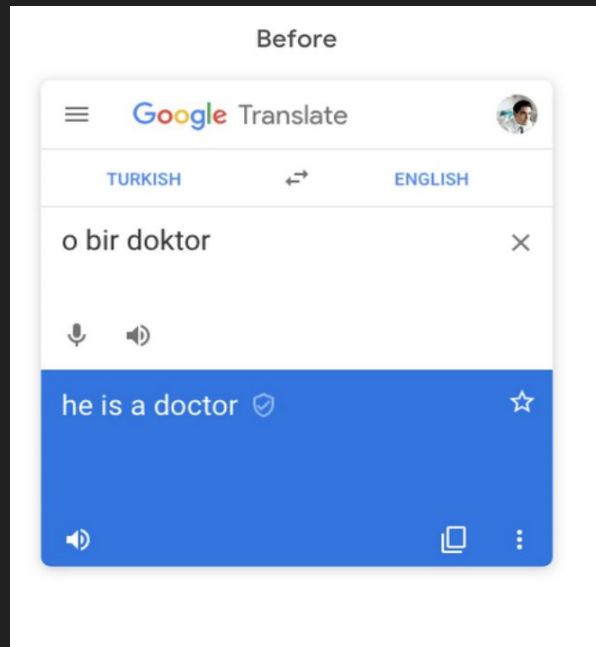 Before
Google Translate
TURKISH ENGLISH
o bir doktor
he is a doctor